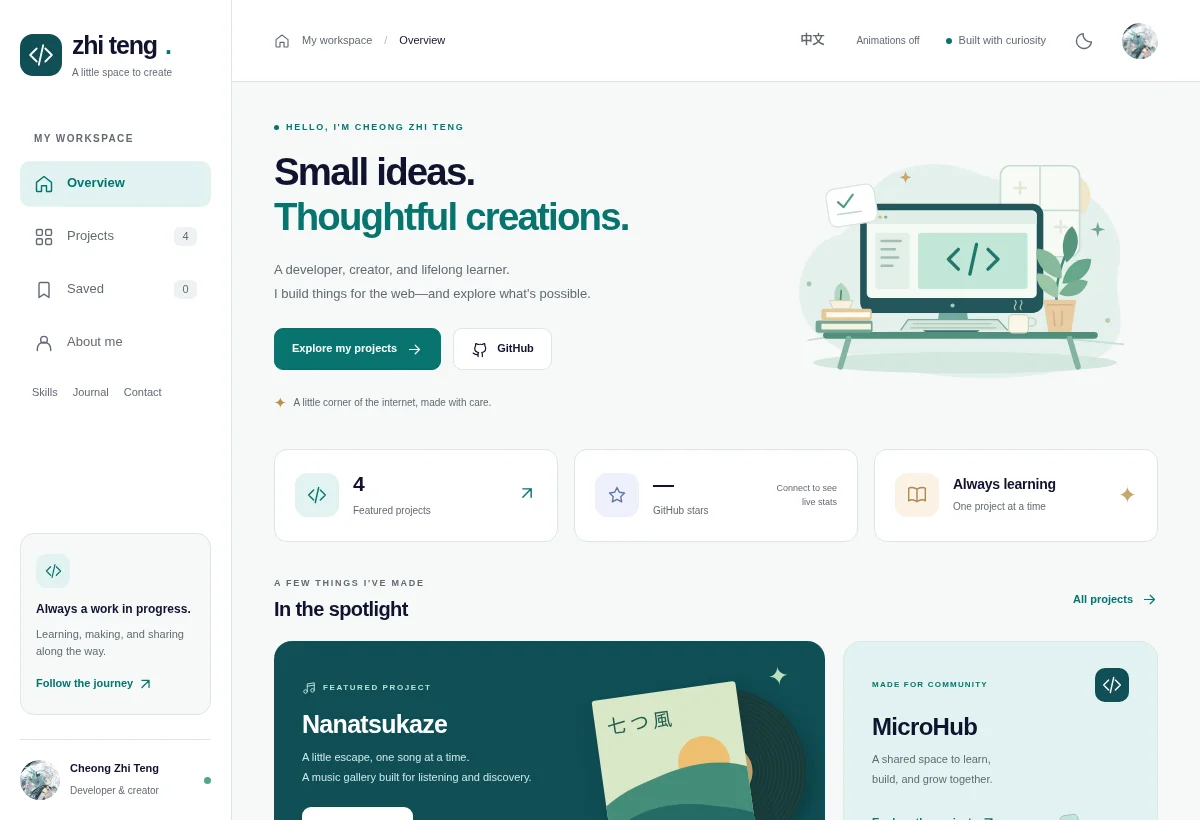 zhi teng .
A little space to create
MY WORKSPACE
Overview
Projects 4
Saved 0
About me
Skills Journal Contact
Always a work in progress.
Learning, making, and sharing
along the way.
Follow the journey
Cheong Zhi Teng
Developer & creator
My workspace / Overview
中文
Animations off
Built with curiosity
HELLO, I'M CHEONG ZHI TENG
Small ideas.
Thoughtful creations.
A developer, creator, and lifelong learner.
I build things for the web—and explore what's possible.
Explore my projects
GitHub
A little corner of the internet, made with care.
4
Featured projects
—
GitHub stars
Connect to see
live stats
Always learning
One project at a time
A FEW THINGS I'VE MADE
In the spotlight
All projects
FEATURED PROJECT
Nanatsukaze
A little escape, one song at a time.
A music gallery built for listening and discovery.
七つ風
MADE FOR COMMUNITY
MicroHub
A shared space to learn,
build, and grow together.